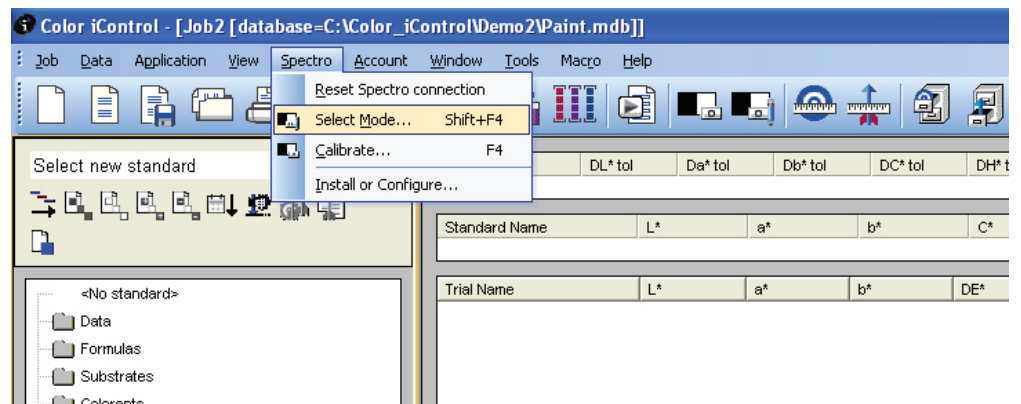 Color iControl - [Job2 [database=C:\Color_iControl\Demo2\Paint.mdb]]
Job Data Application View Spectro Account Window Tools Macro Help
Reset Spectro connection
Select Mode... Shift+F4
Calibrate... F4
Install or Configure...
Select new standard
DL* tol Da* tol Db* tol DC* tol DH* t
Standard Name L* a* b* C*
Trial Name L* a* b* DE*
<No standard>
Data
Formulas
Substrates
Colorants